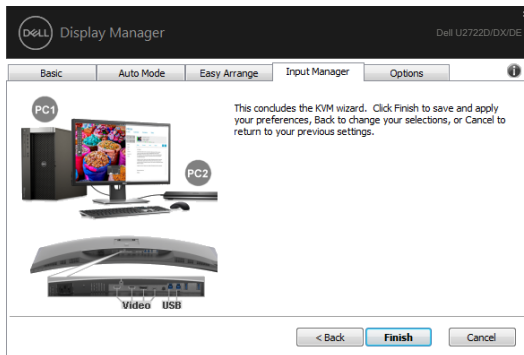 DELL Display Manager
Dell U2722D/DX/DE
Basic Auto Mode Easy Arrange Input Manager Options
PC1
PC2
This concludes the KVM wizard. Click Finish to save and apply
your preferences, Back to change your selections, or Cancel to
return to your previous settings.
Video USB
< Back Finish Cancel